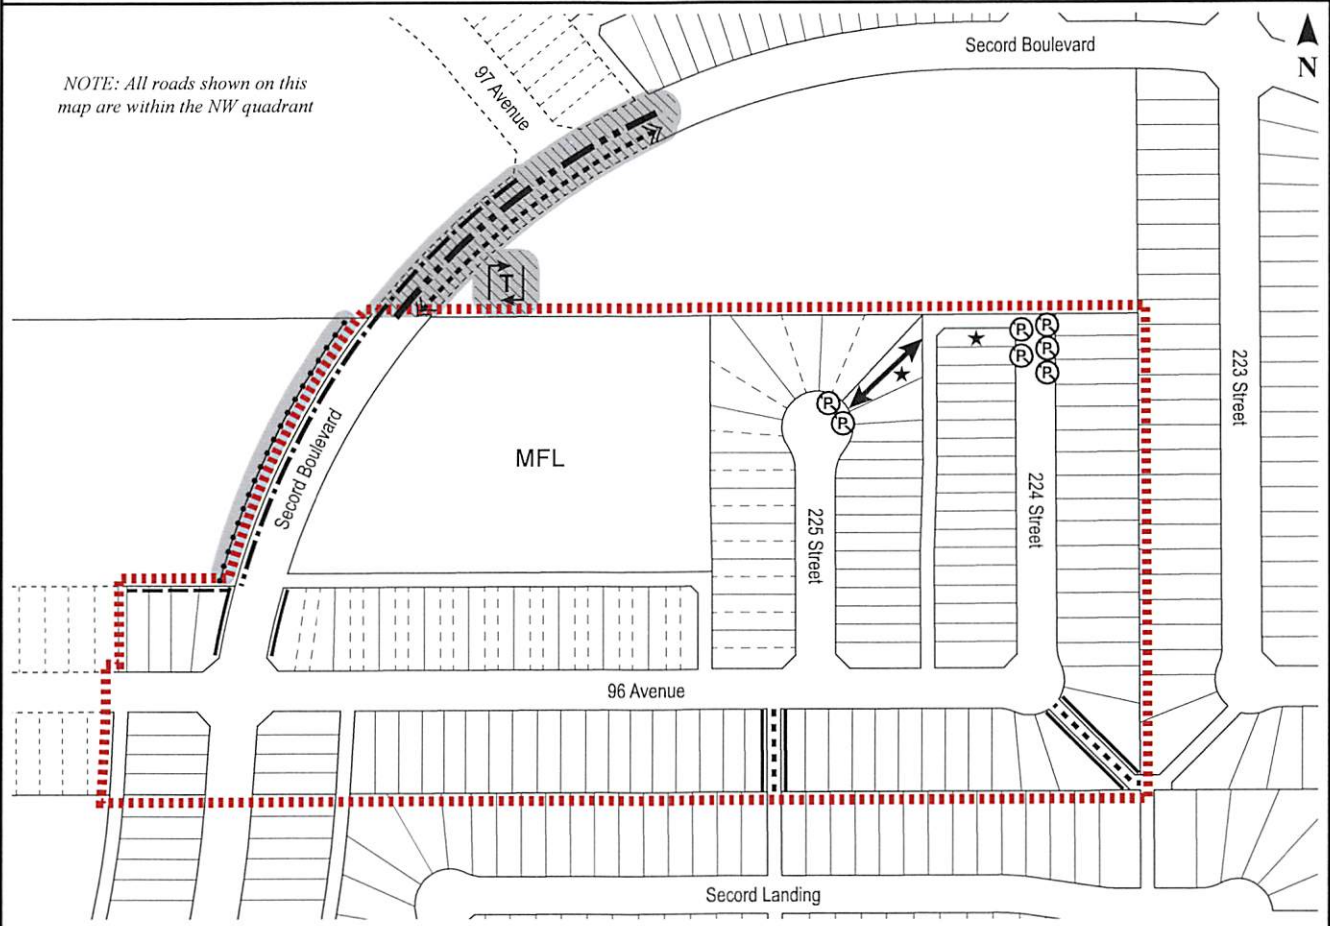 Secord Boulevard
N
NOTE: All roads shown on this
map are within the NW quadrant
97 Avenue
T
P
P
P
P
P
P
P
223 Street
Secord Boulevard
MFL
224 Street
225 Street
96 Avenue
Secord Landing